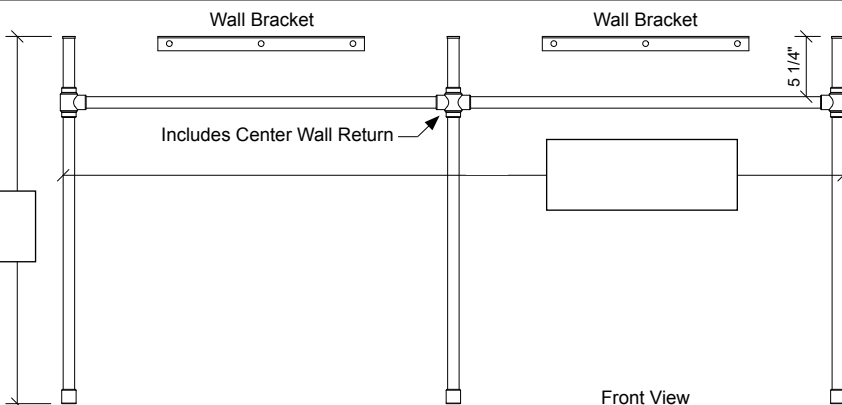 Wall Bracket
Wall Bracket
5 1/4"
Includes Center Wall Return
Front View